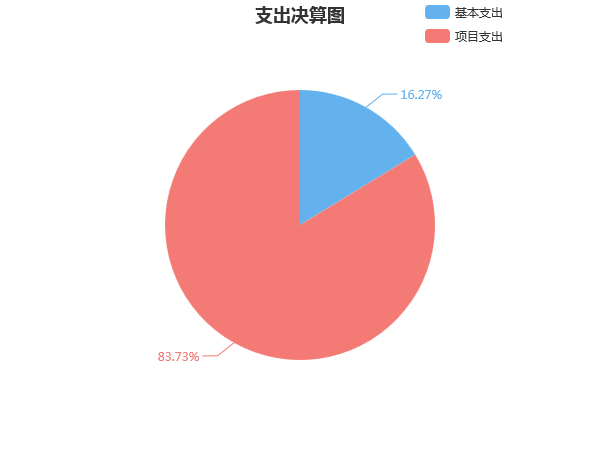 支出决算图
基本支出
项目支出
16.27%
83.73%